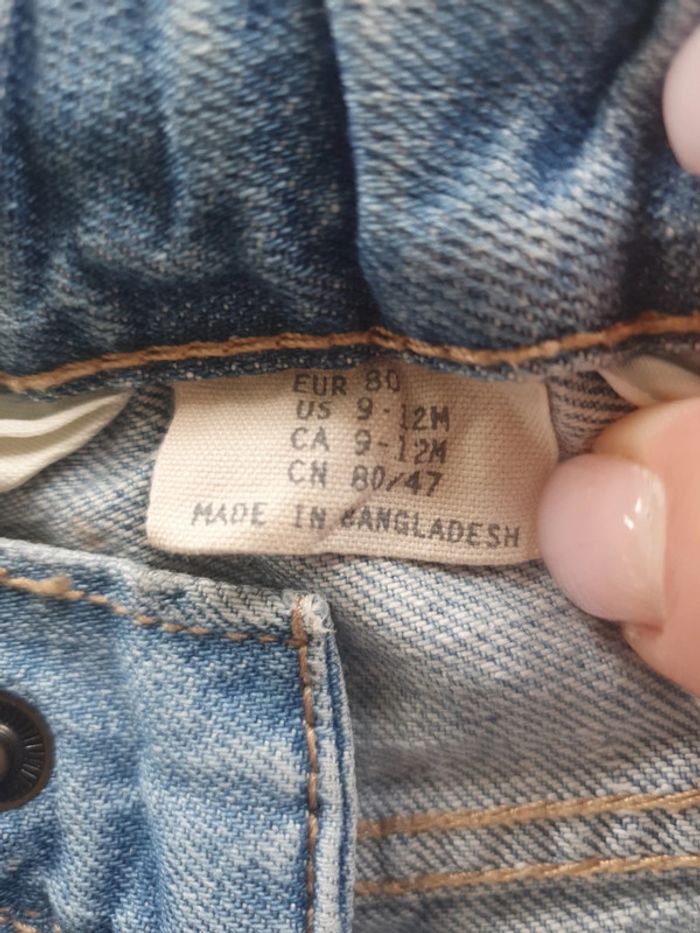 EUR 80
US 9-12M
CA 9-12M
CN 80/47
MADE IN BANGLADESH